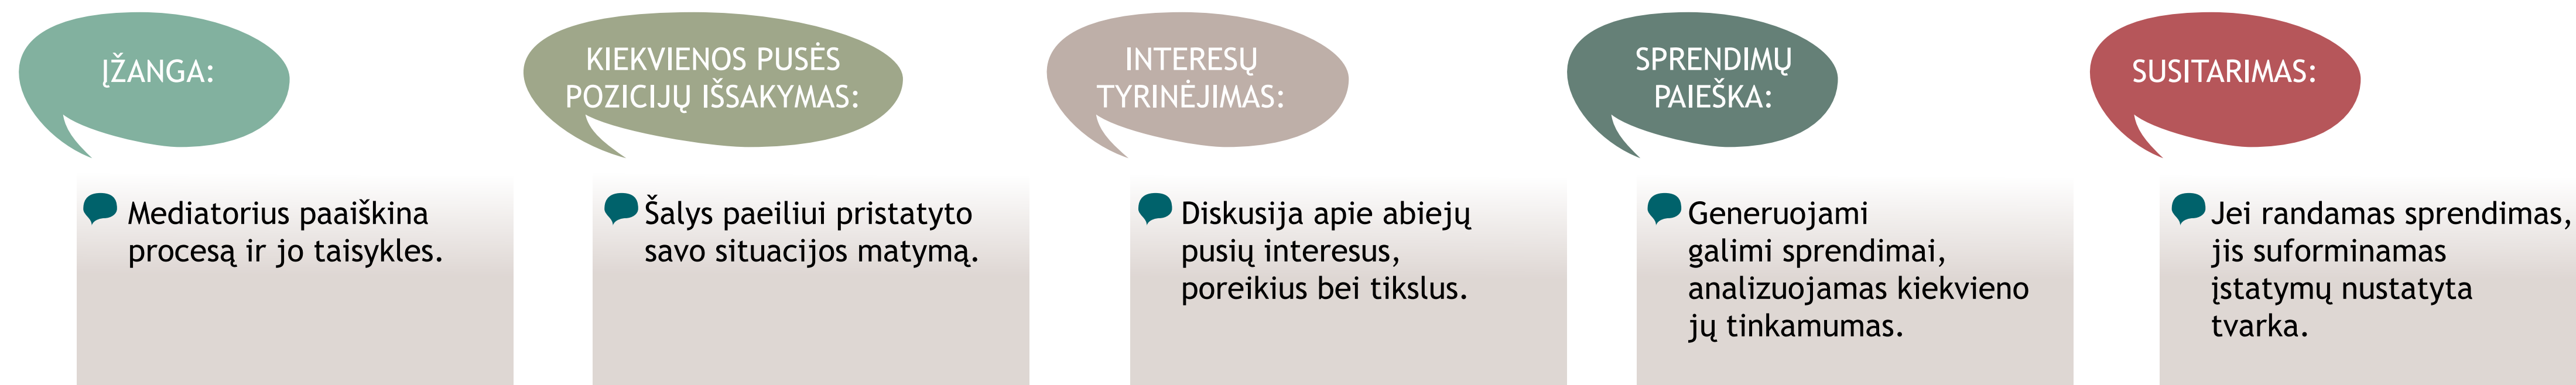 ĮŽANGA:
Mediatorius paaiškina
procesą ir jo taisykles.
KIEKVIENOS PUSĖS
POZICIJŲ IŠSAKYMAS:
Šalys paeiliui pristatyto
savo situacijos matymą.
INTERESŲ
TYRINĖJIMAS:
Diskusija apie abiejų
pusių interesus,
poreikius bei tikslus.
SPRENDIMŲ
PAIEŠKA:
Generuojami
galimi sprendimai,
analizuojamas kiekvieno
jų tinkamumas.
SUSITARIMAS:
Jei randamas sprendimas,
jis suforminamas
įstatymų nustatyta
tvarka.